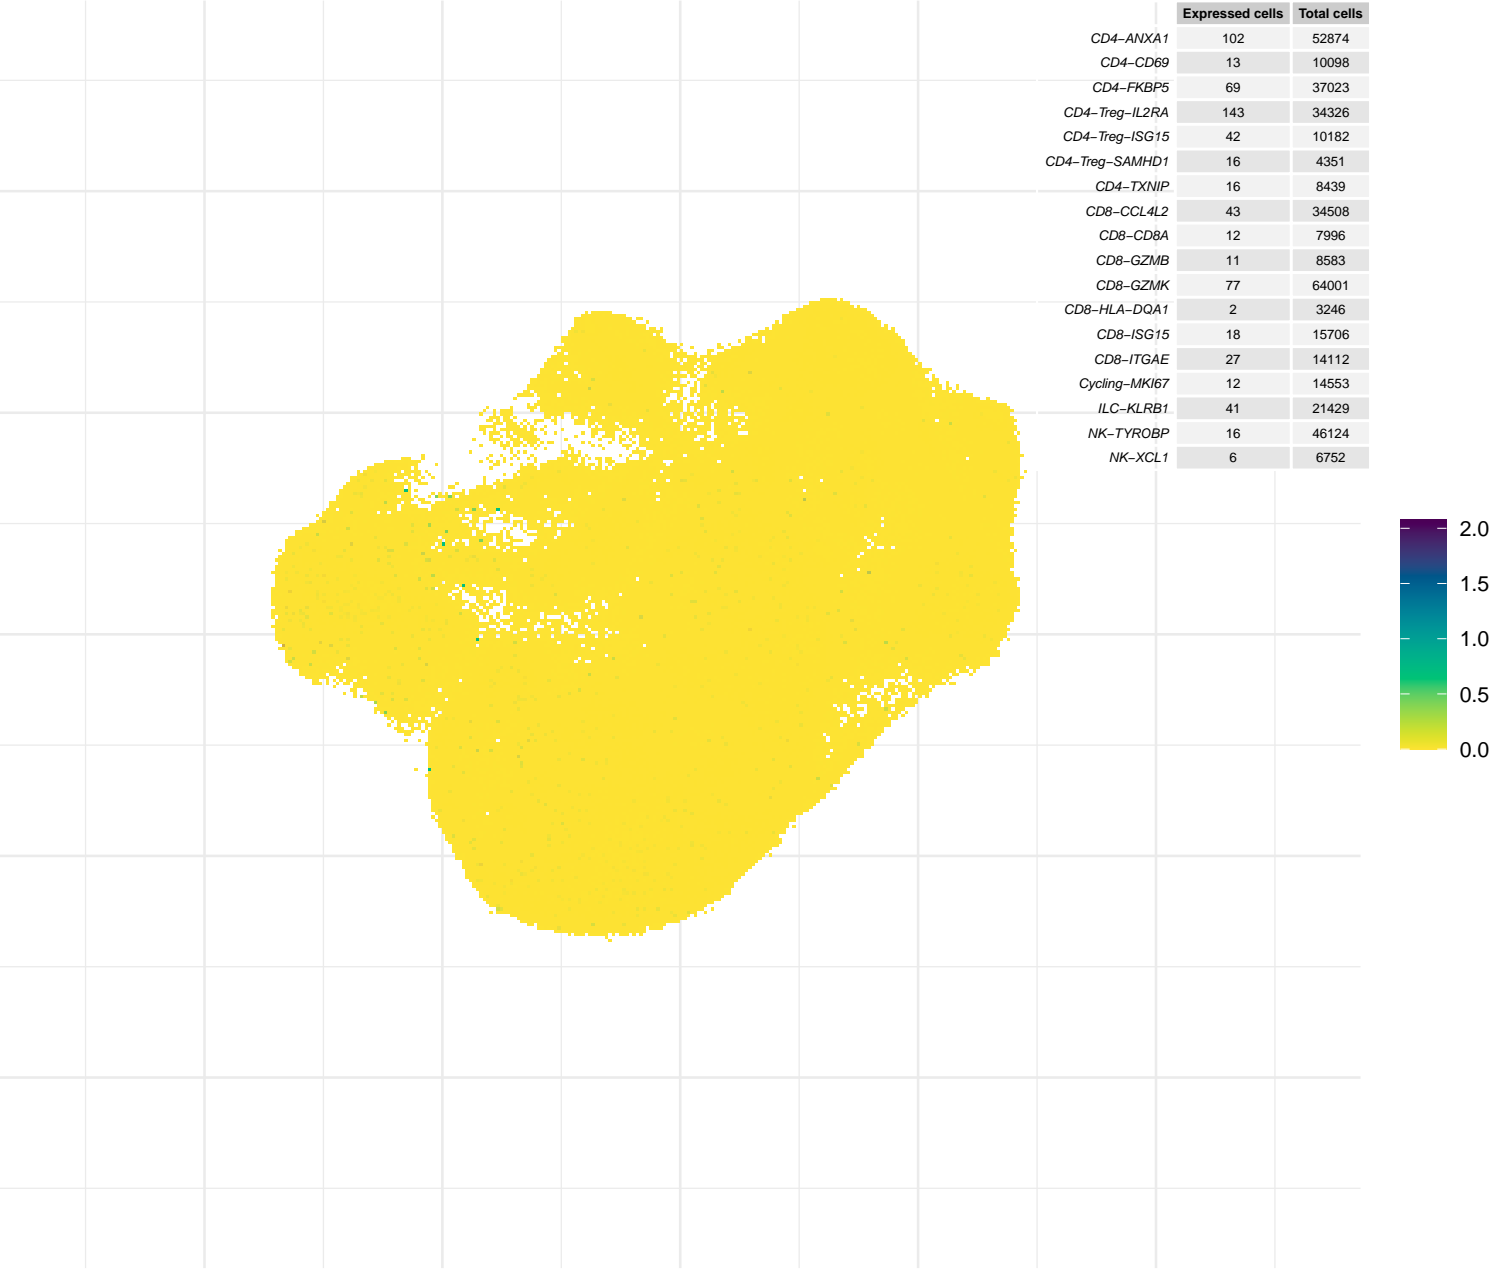 Expressed cells Total cells
CD4−ANXA1 102 52874
CD4−CD69 13 10098
CD4−FKBP5 69 37023
CD4−Treg−IL2RA 143 34326
CD4−Treg−ISG15 42 10182
CD4−Treg−SAMHD1 16 4351
CD4−TXNIP 16 8439
CD8−CCL4L2 43 34508
CD8−CD8A 12 7996
CD8−GZMB 11 8583
CD8−GZMK 77 64001
CD8−HLA−DQA1 2 3246
CD8−ISG15 18 15706
CD8−ITGAE 27 14112
Cycling−MKI67 12 14553
ILC−KLRB1 41 21429
NK−TYROBP 16 46124
NK−XCL1 6 6752
2.0
1.5
1.0
0.5
0.0